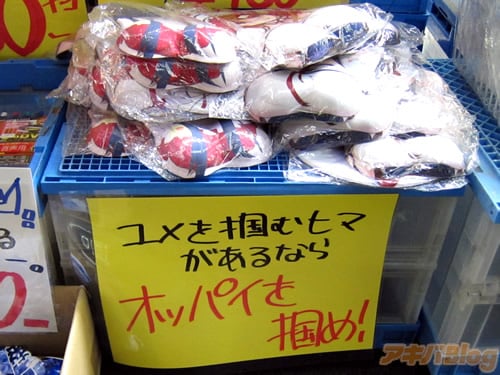 ユメを掴むヒマ
があるなら
オッパイを
掴め!
アキバBlog